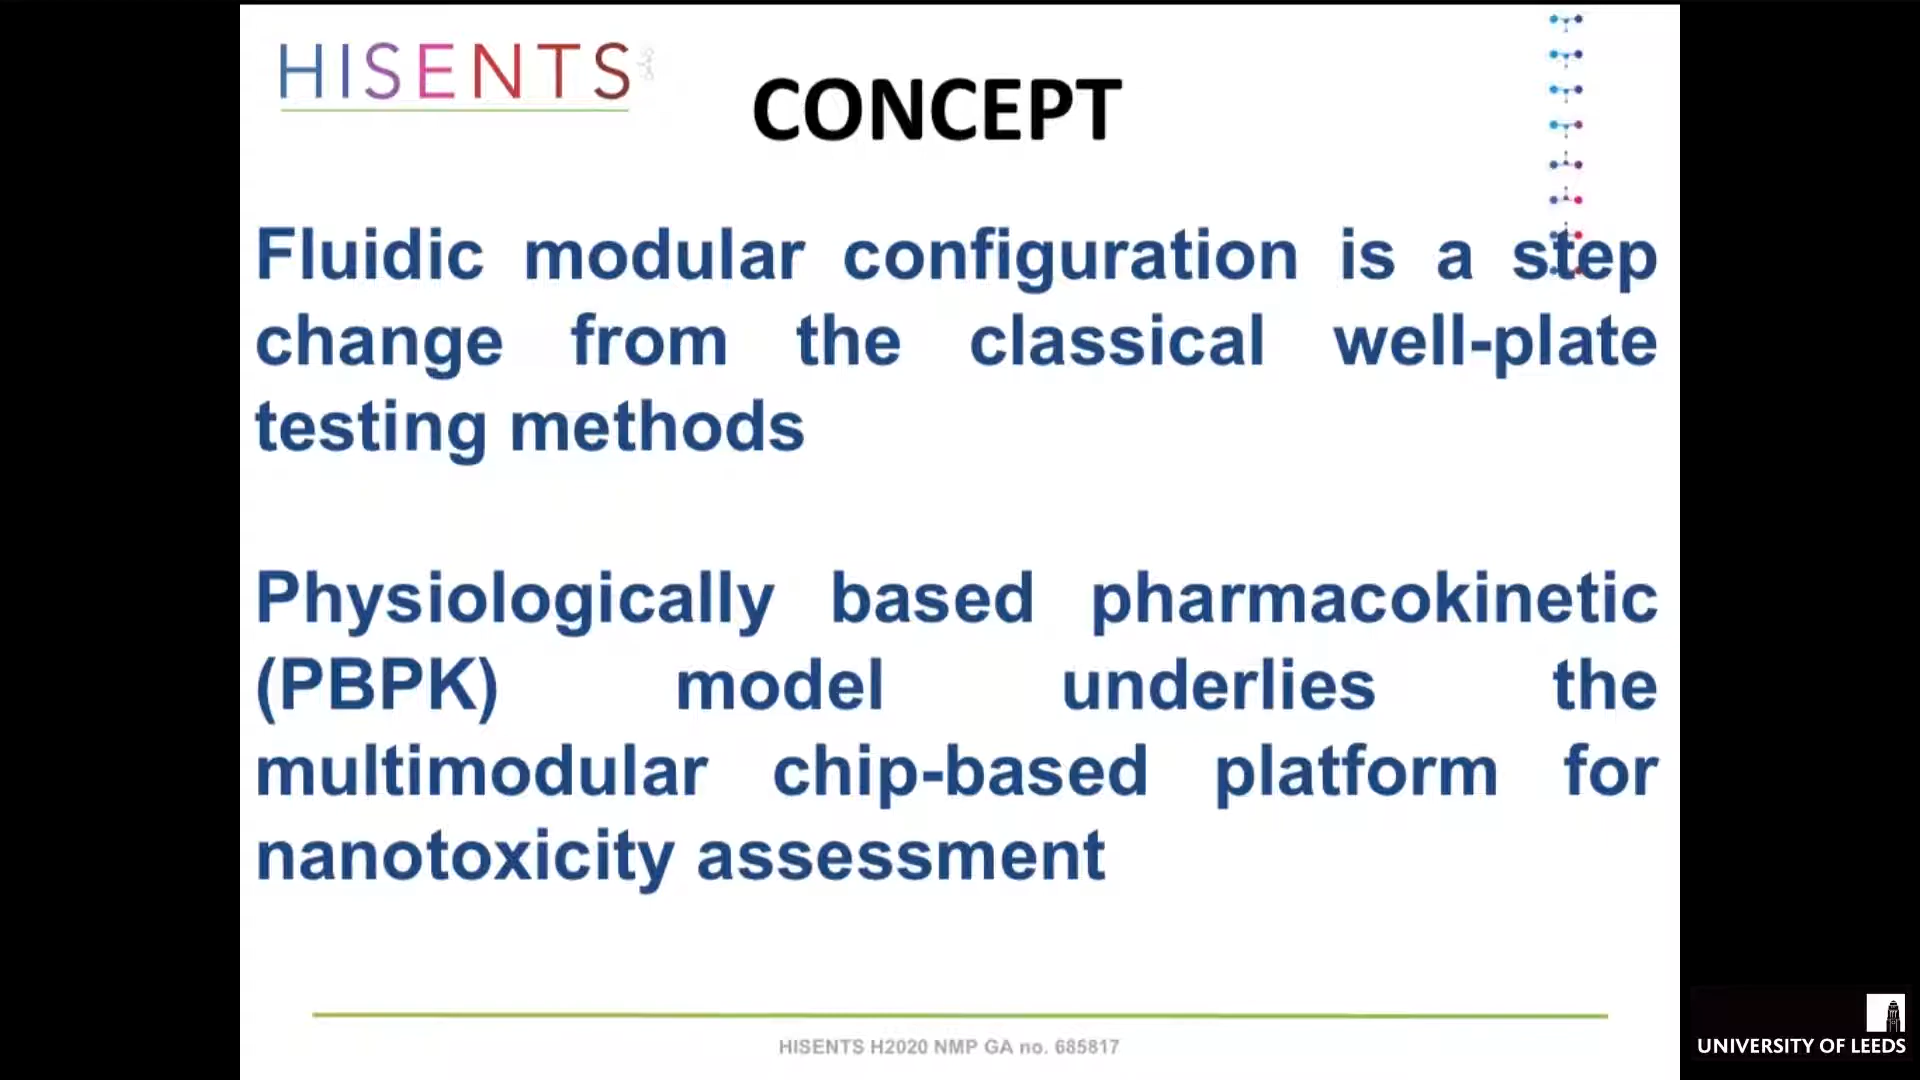 HISENTS
CONCEPT
Fluidic modular configuration is a step
change from the classical well-plate
testing methods
Physiologically based pharmacokinetic
(PBPK) model underlies the
multimodular chip-based platform for
nanotoxicity assessment
HISENTS H2020 NMP GA no. 685817
UNIVERSITY OF LEEDS